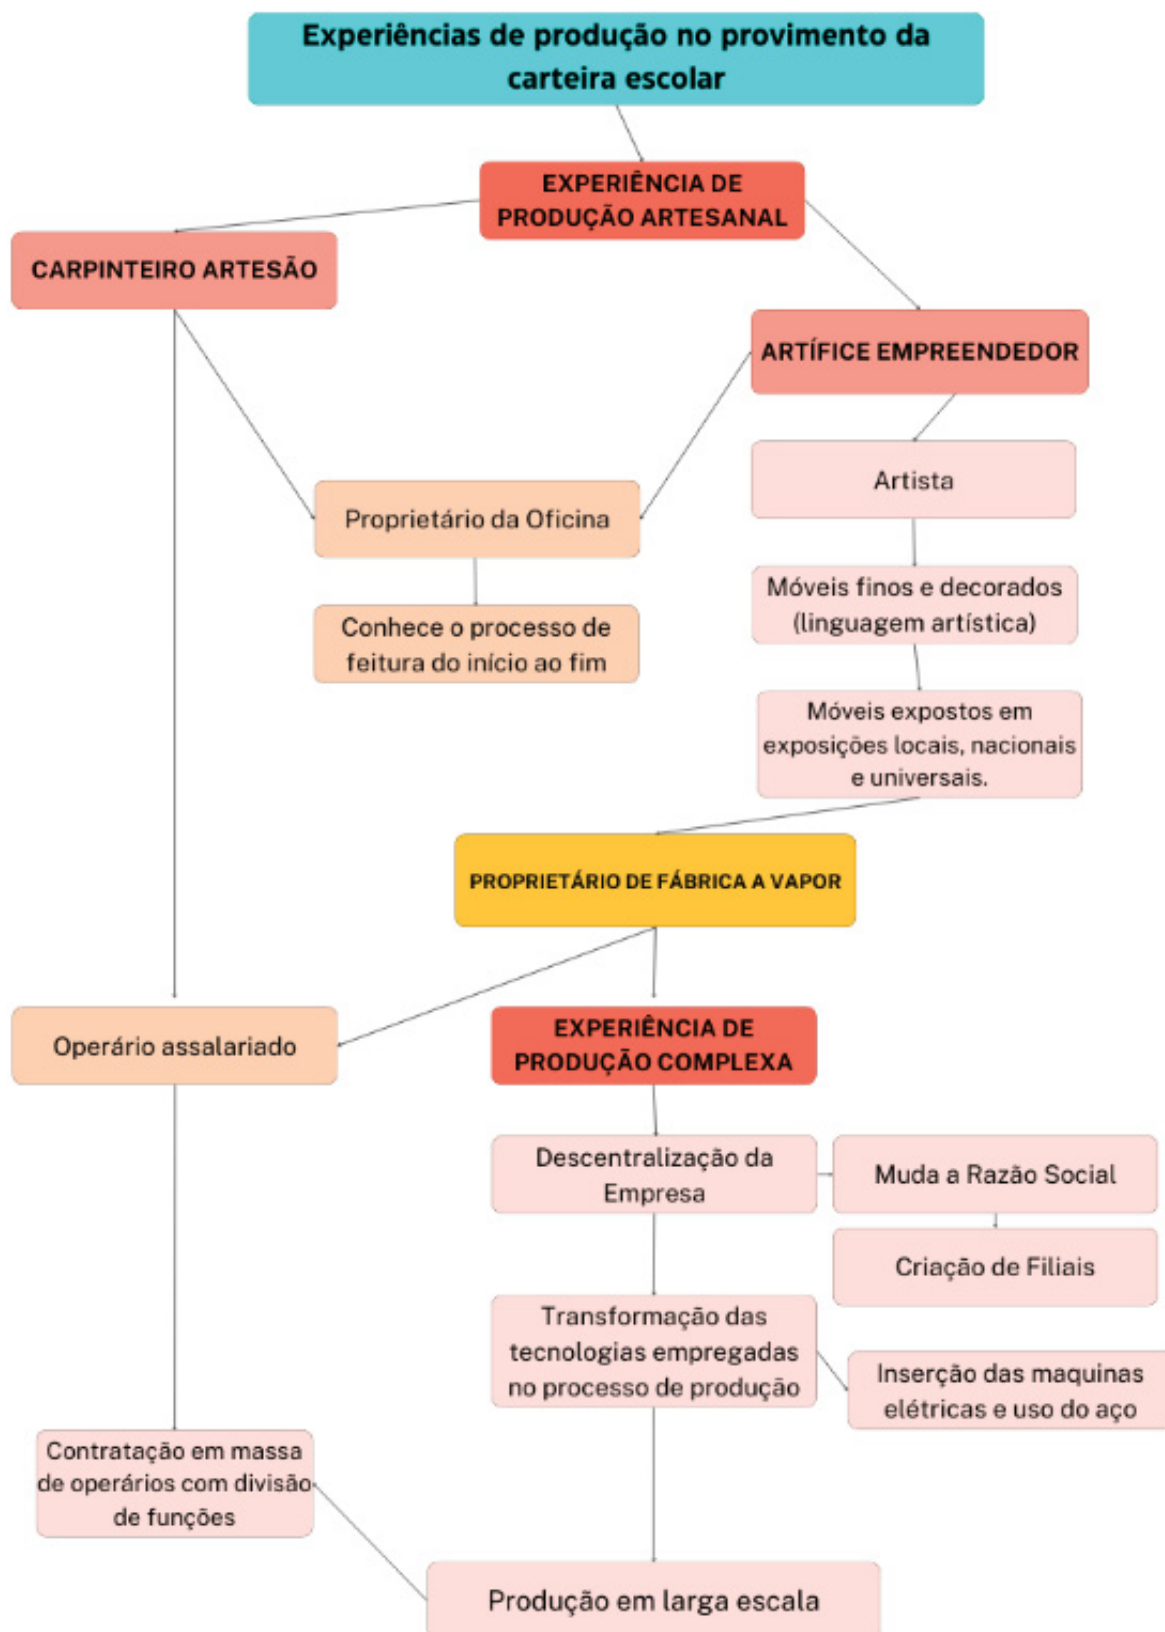 Experiências de produção no provimento da
carteira escolar
EXPERIÊNCIA DE
PRODUÇÃO ARTESANAL
CARPINTEIRO ARTESÃO
ARTÍFICE EMPREENDEDOR
Artista
Proprietário da Oficina
Móveis finos e decorados
(linguagem artística)
Conhece o processo de
feitura do início ao fim
Móveis expostos em
exposições locais, nacionais
e universais.
PROPRIETÁRIO DE FÁBRICA A VAPOR
Operário assalariado
EXPERIÊNCIA DE
PRODUÇÃO COMPLEXA
Descentralização da
Empresa
Muda a Razão Social
Criação de Filiais
Transformação das
tecnologias empregadas
no processo de produção
Inserção das maquinas
elétricas e uso do aço
Contratação em massa
de operários com divisão
de funções
Produção em larga escala